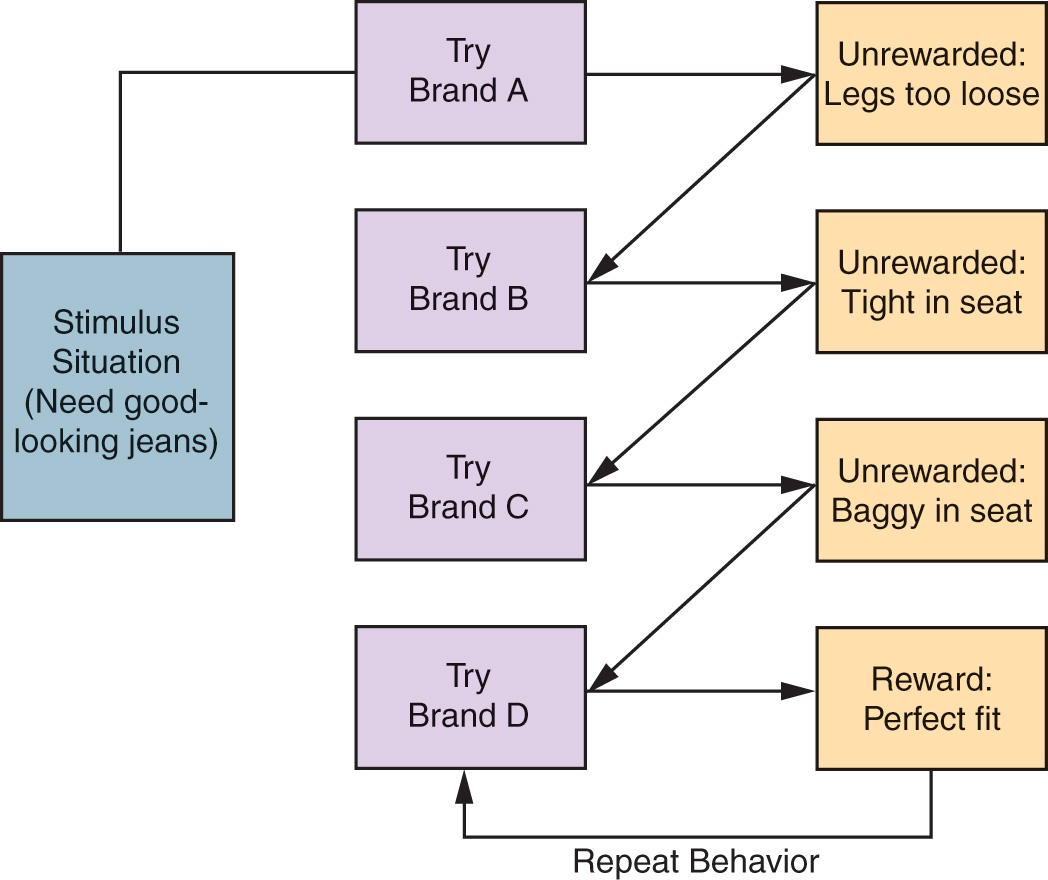 Try
Brand A
Unrewarded:
Legs too loose
Stimulus
Situation
(Need good-
looking jeans)
Try
Brand B
Unrewarded:
Tight in seat
Try
Brand C
Unrewarded:
Baggy in seat
Try
Brand D
Reward:
Perfect fit
Repeat Behavior